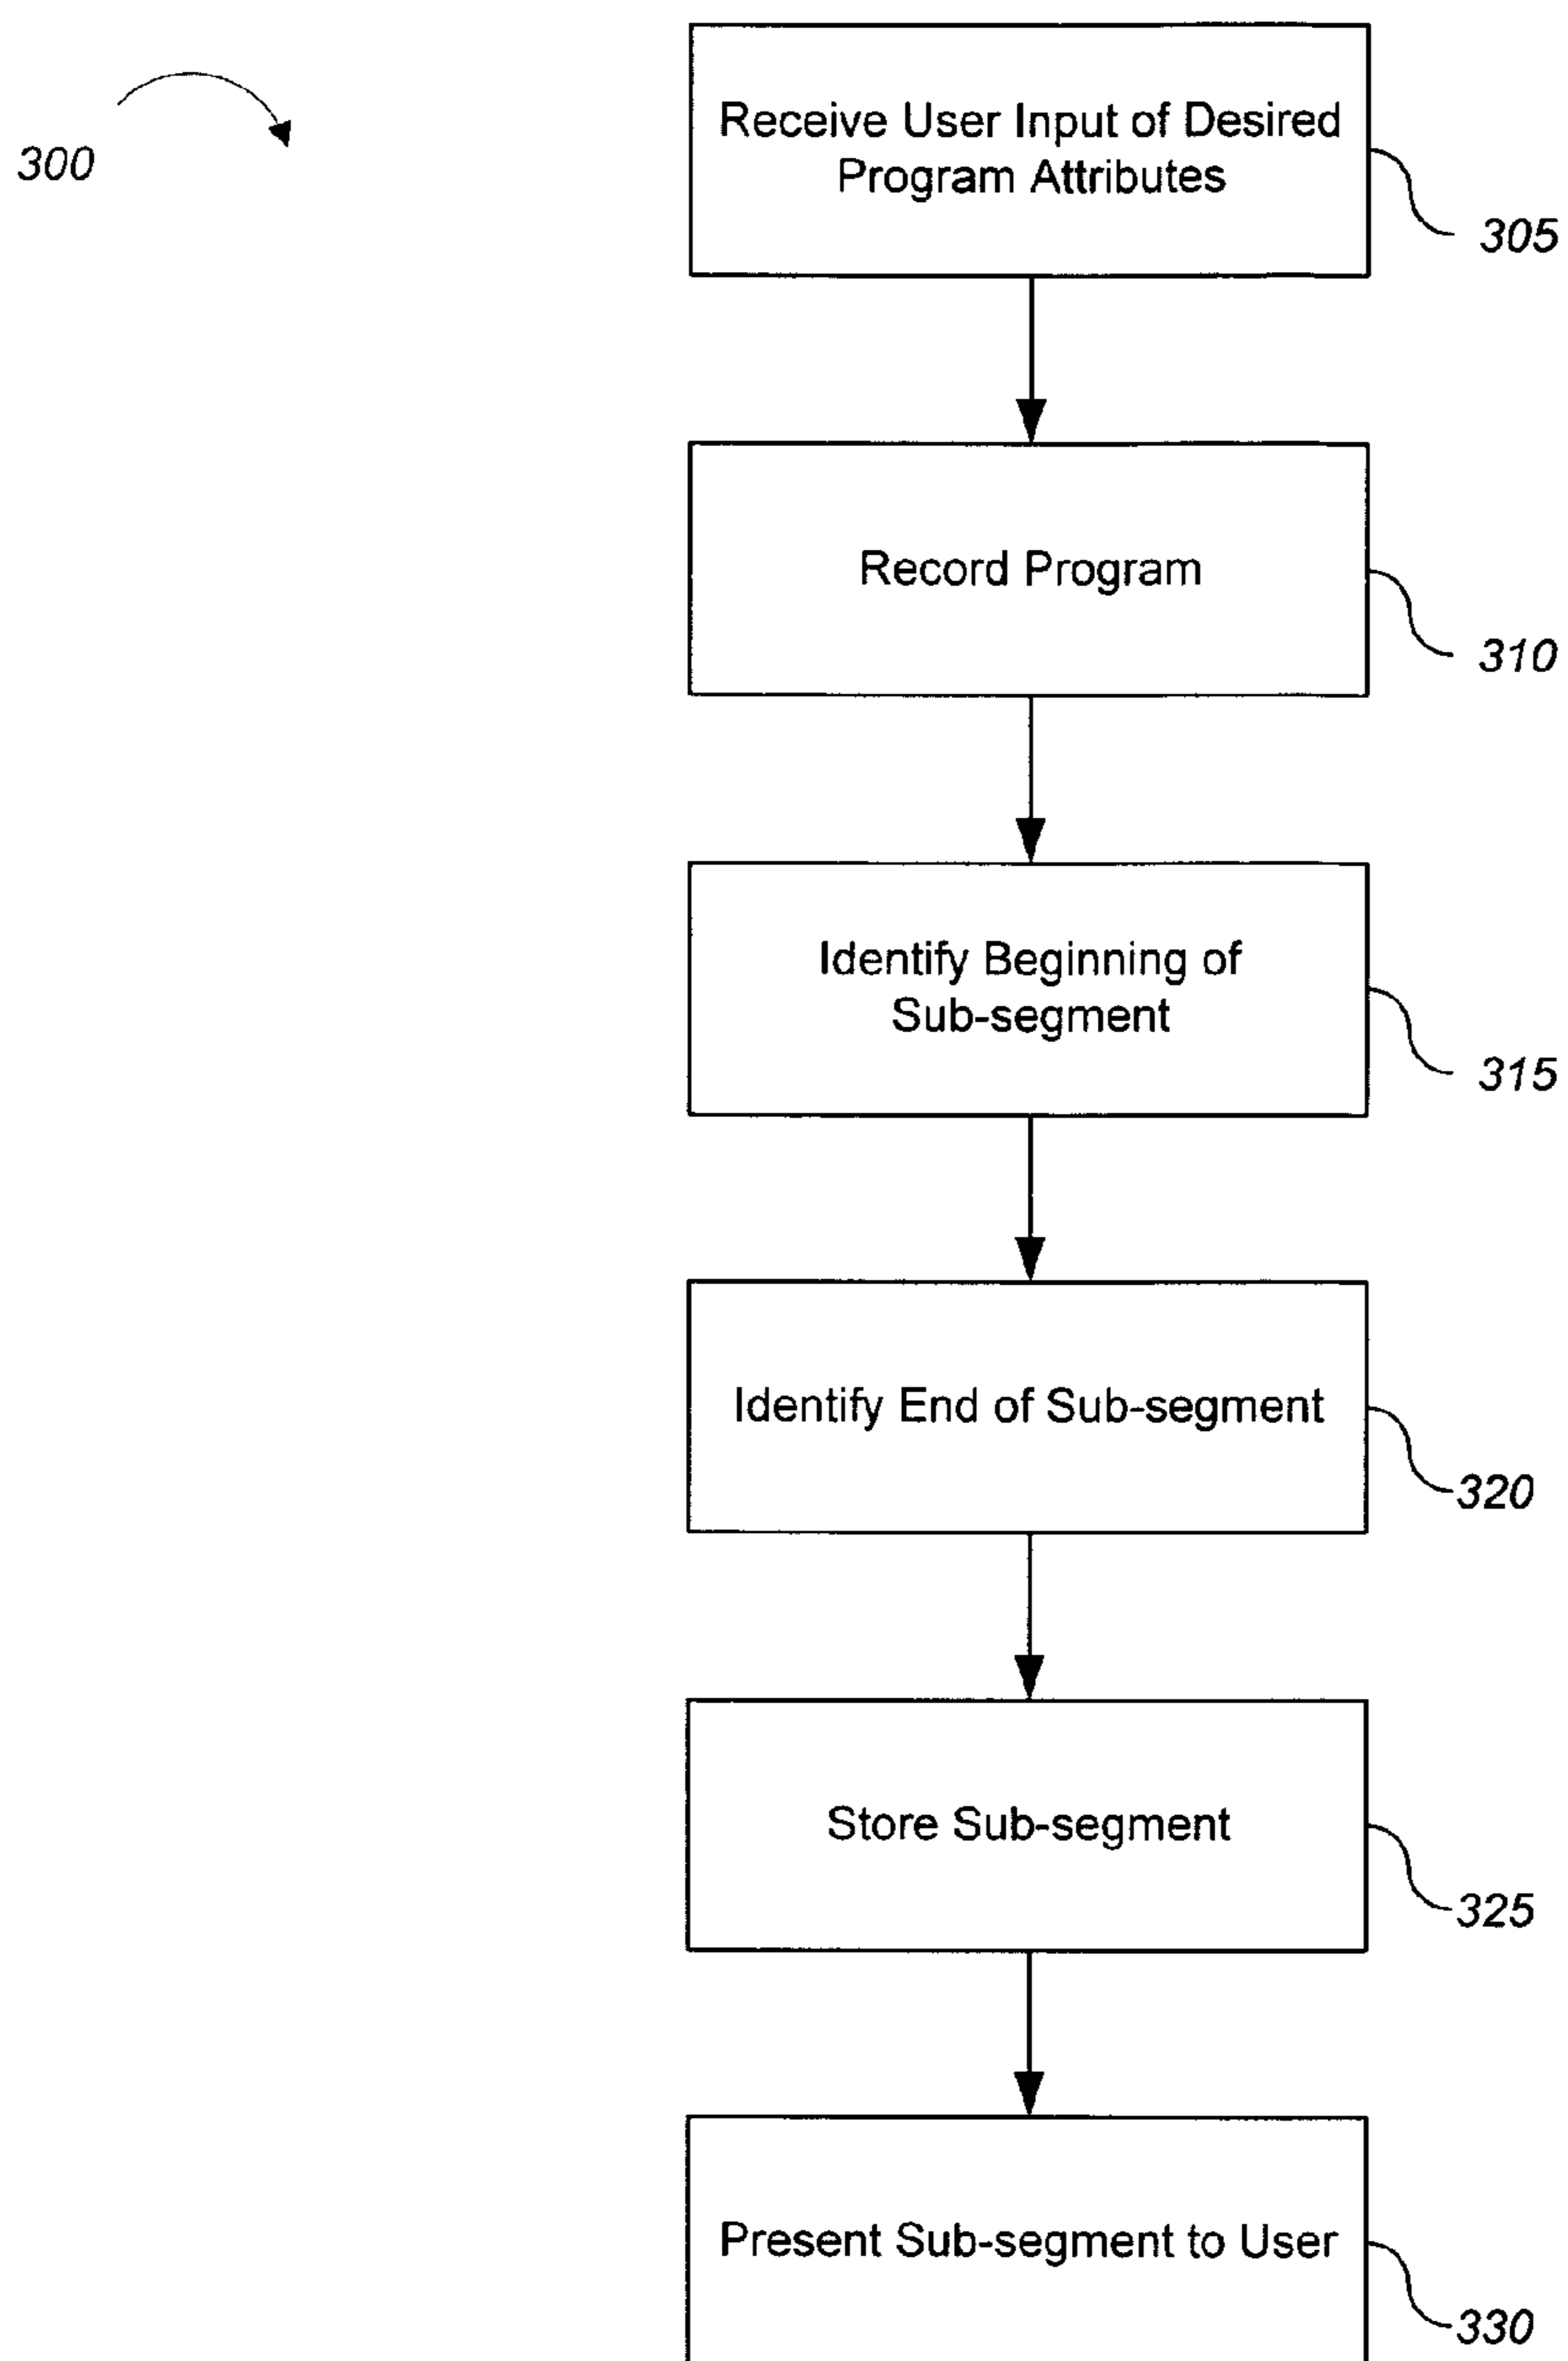 300
Receive User Input of Desired
Program Attributes
305
Record Program
310
Identify Beginning of
Sub-segment
315
Identify End of Sub-segment
320
Store Sub-segment
325
Present Sub-segment to User
330